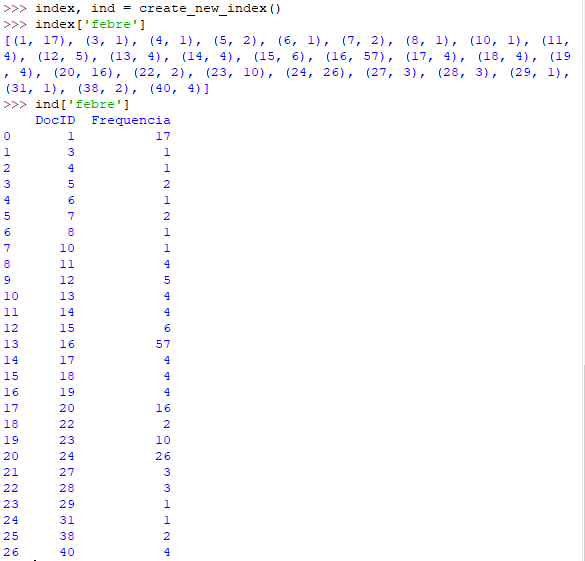 >>> index, ind = create_new_index()
>>> index['febre']
[(1, 17), (3, 1), (4, 1), (5, 2), (6, 1), (7, 2), (8, 1), (10, 1), (11,
4), (12, 5), (13, 4), (14, 4), (15, 6), (16, 57), (17, 4), (18, 4), (19
, 4), (20, 16), (22, 2), (23, 10), (24, 26), (27, 3), (28, 3), (29, 1),
(31, 1), (38, 2), (40, 4)]
>>> ind['febre']
DocID Frequencia
0 1 17
1 3 1
2 4 1
3 5 2
4 6 1
5 7 2
6 8 1
7 10 1
8 11 4
9 12 5
10 13 4
11 14 4
12 15 6
13 16 57
14 17 4
15 18 4
16 19 4
17 20 16
18 22 2
19 23 10
20 24 26
21 27 3
22 28 3
23 29 1
24 31 1
25 38 2
26 40 4